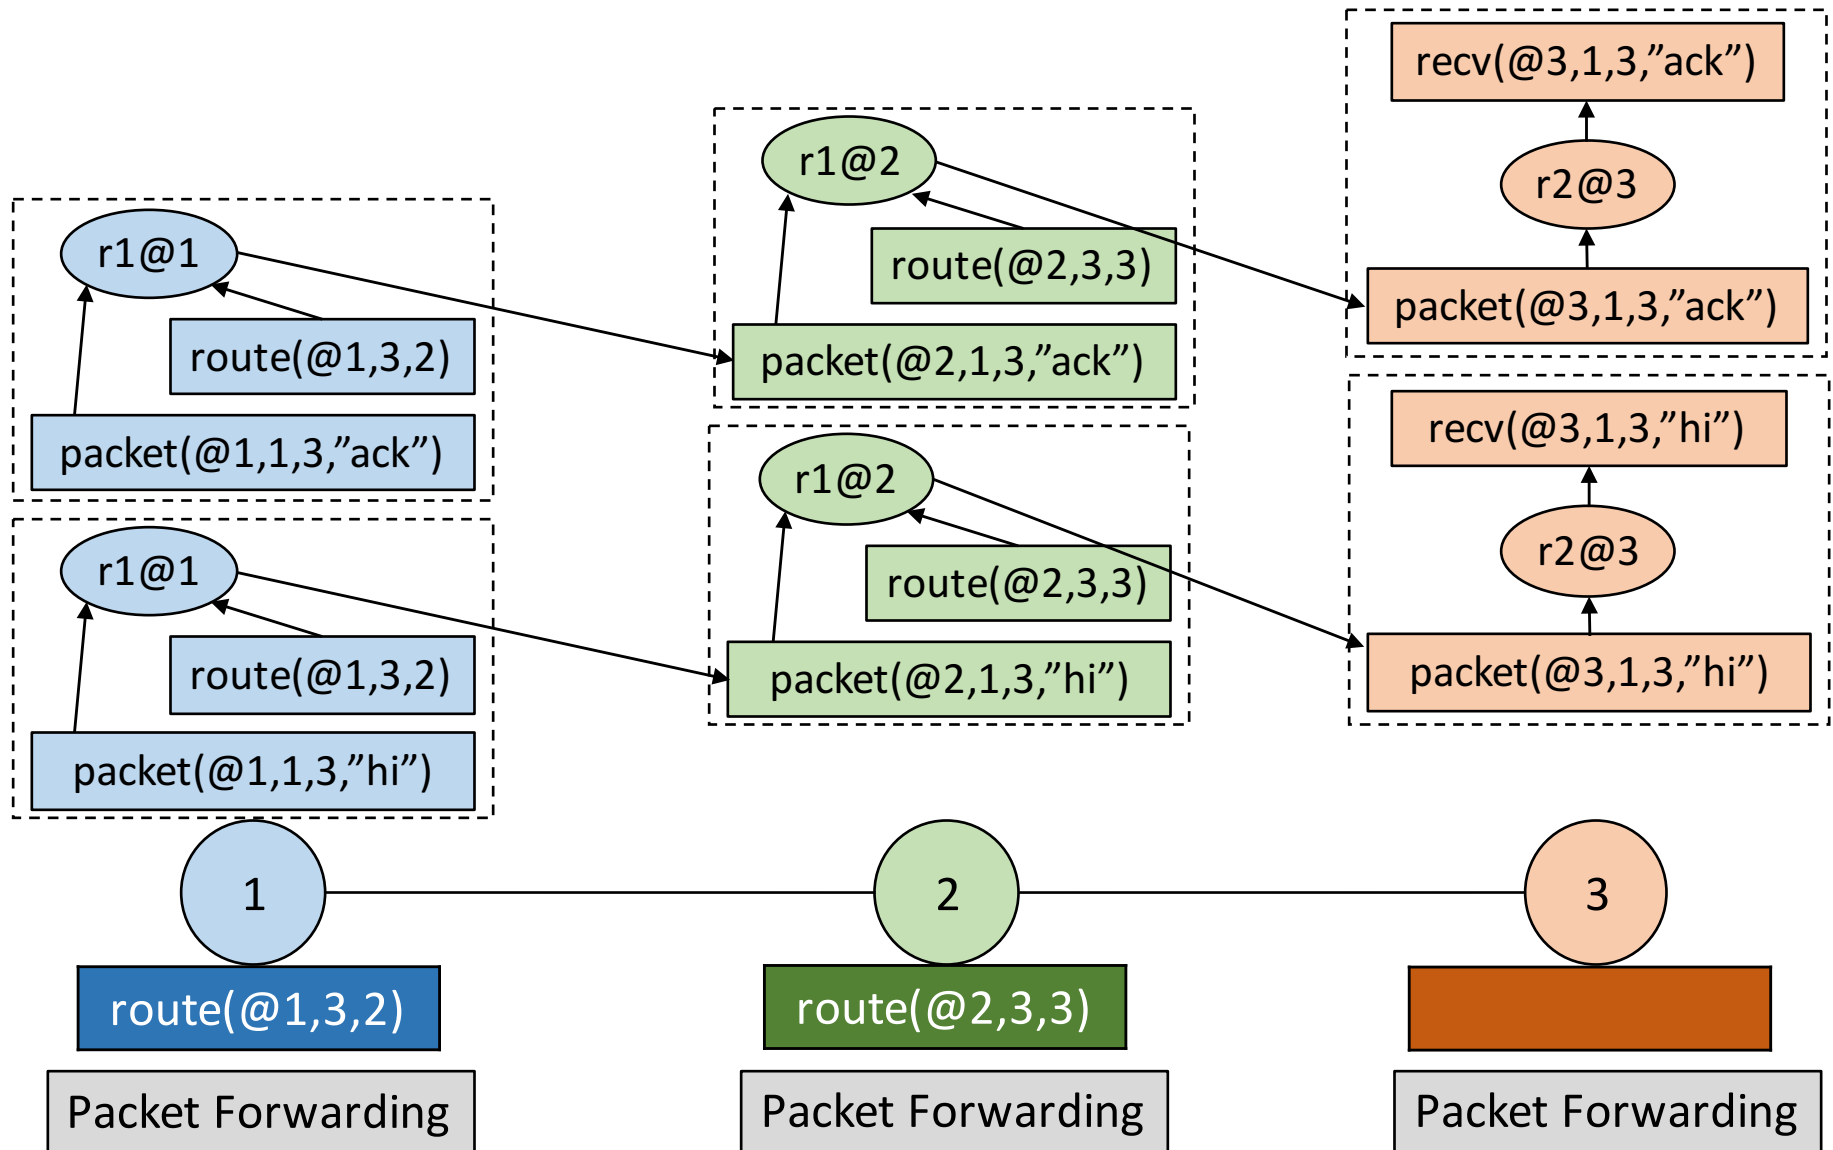 r1@1
route(@1,3,2)
packet(@1,1,3,”ack”)
r1@1
route(@1,3,2)
packet(@1,1,3,”hi”)
r1@2
route(@2,3,3)
packet(@2,1,3,”ack”)
r1@2
route(@2,3,3)
packet(@2,1,3,”hi”)
recv(@3,1,3,”ack”)
r2@3
packet(@3,1,3,”ack”)
recv(@3,1,3,”hi”)
r2@3
packet(@3,1,3,”hi”)
1
2
3
route(@1,3,2)
route(@2,3,3)
Packet Forwarding
Packet Forwarding
Packet Forwarding